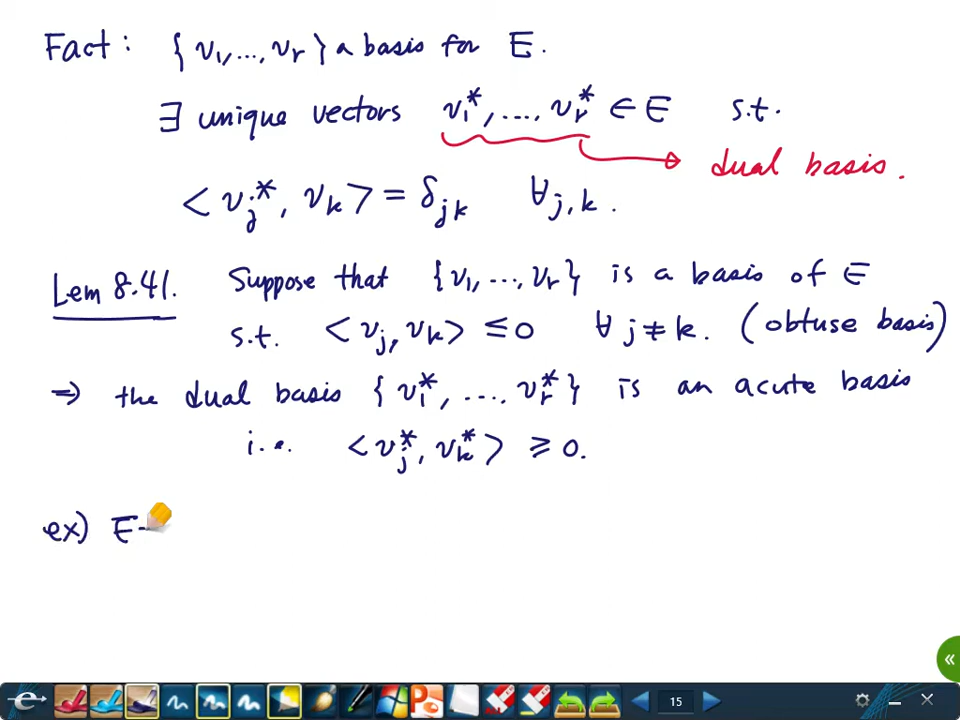 Fact : {v₁, ..., vᵣ} a basis for E.
∃ unique vectors v₁*, ..., vᵣ* ∈ E s.t.
dual basis.
< vⱼ*, vₖ > = δⱼₖ ∀j,k.
Lem 8.41. Suppose that {v₁, ..., vᵣ} is a basis of E
s.t. < vⱼ, vₖ > ≤ 0 ∀ j ≠ k. (obtuse basis)
⇒ the dual basis {v₁*, ..., vᵣ*} is an acute basis
i.e. < vⱼ*, vₖ* > ≥ 0.
ex) E-
15